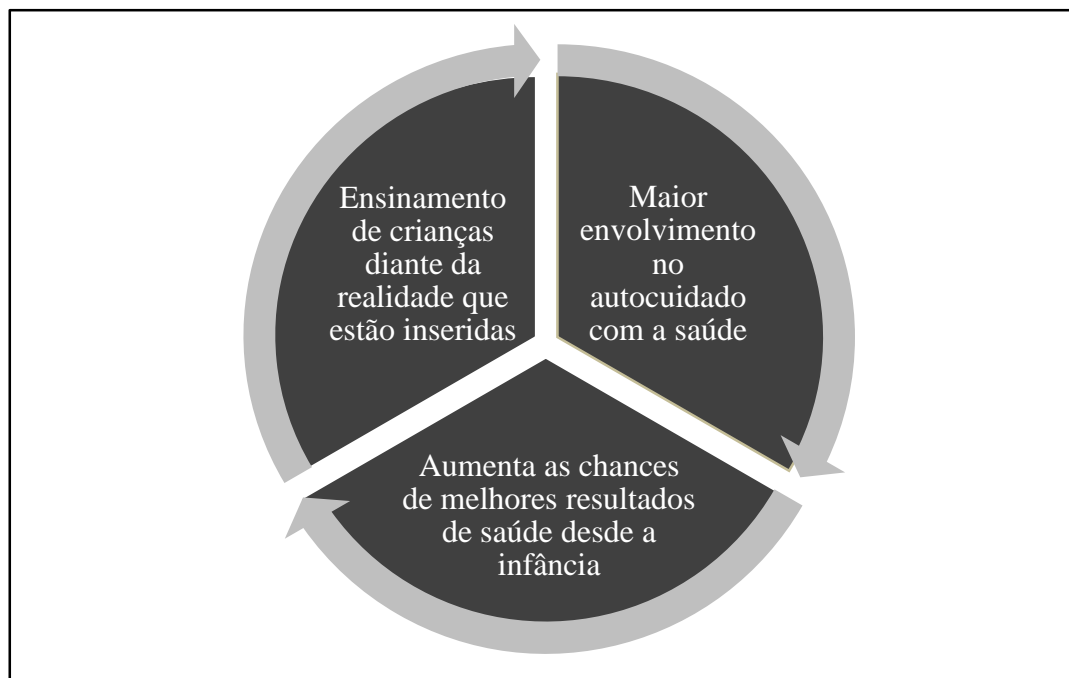 Ensinamento
de crianças
diante da
realidade que
estão inseridas
Maior
envolvimento
no
autocuidado
com a saúde
Aumenta as chances
de melhores resultados
de saúde desde a
infância